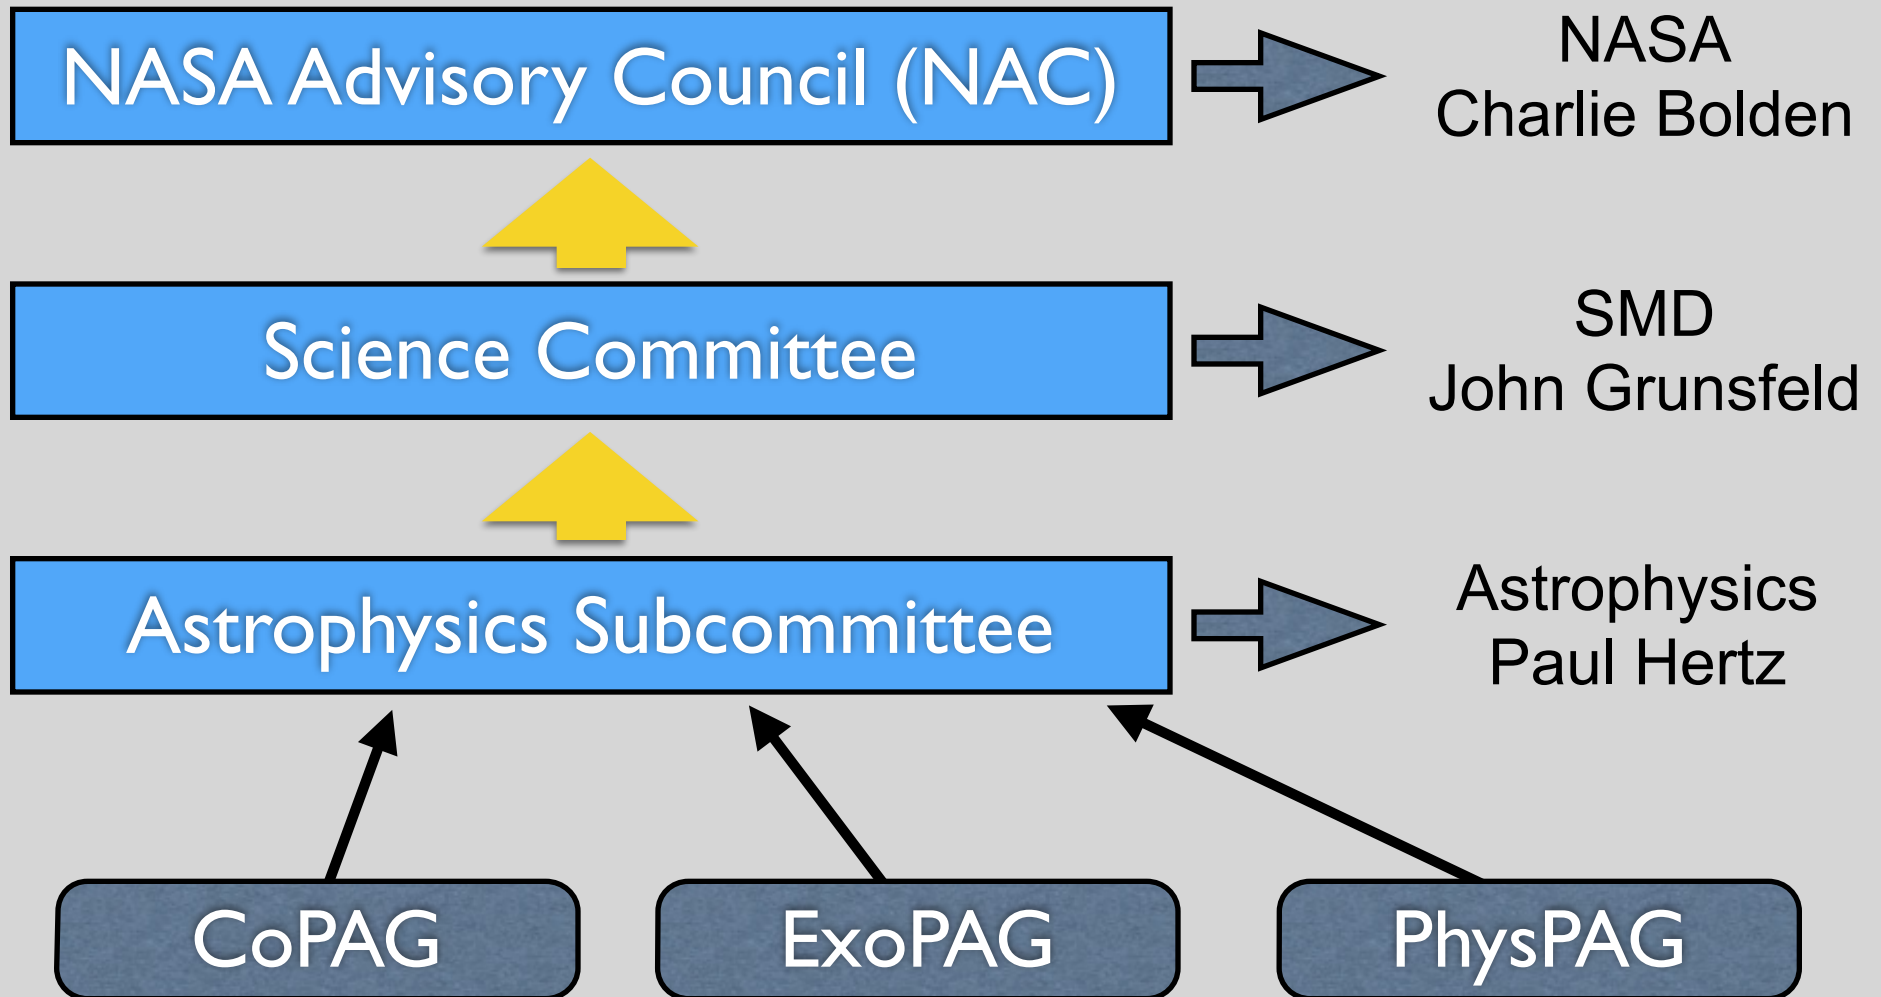 NASA Advisory Council (NAC)
NASA
Charlie Bolden
Science Committee
SMD
John Grunsfeld
Astrophysics Subcommittee
Astrophysics
Paul Hertz
CoPAG
ExoPAG
PhysPAG